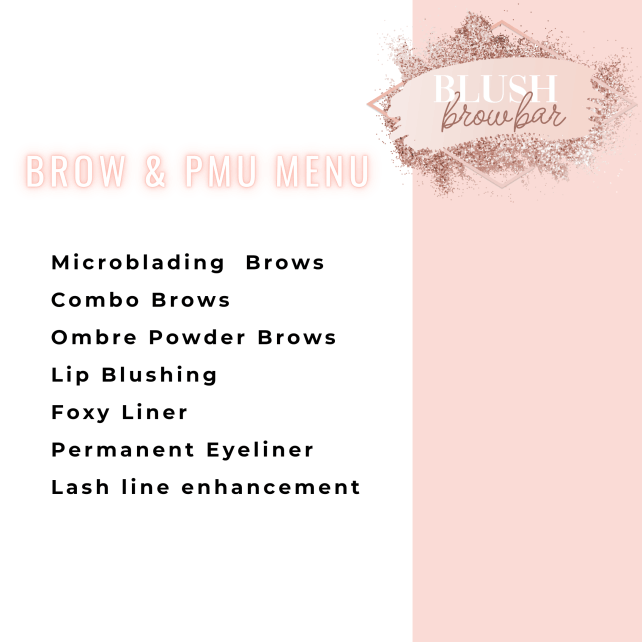 BLUSH
browbar
BROW & PMU MENU
Microblading Brows
Combo Brows
Ombre Powder Brows
Lip Blushing
Foxy Liner
Permanent Eyeliner
Lash line enhancement